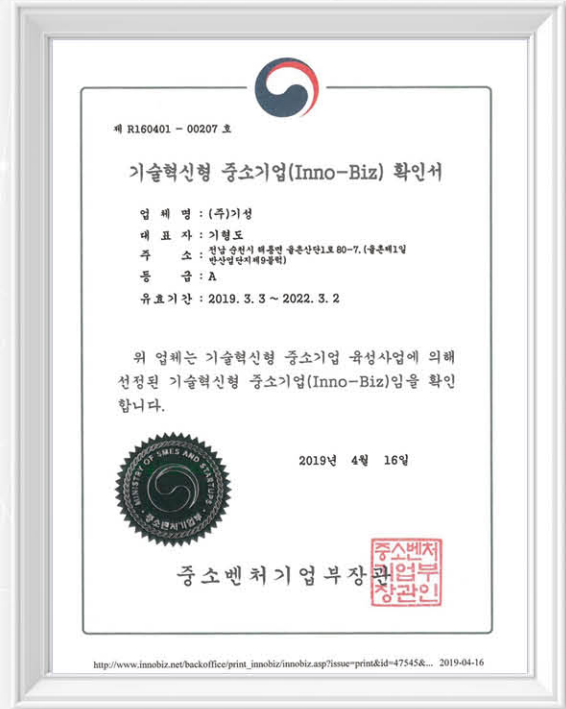 제 R160401 - 00207 호
기술혁신형 중소기업(Inno-Biz) 확인서
업 체 명 : (주)기성
대 표 자 : 기형도
주 소 : 전남 순천시 해룡면 율촌산단1로 80-7. (율촌제1일
반산업단지제9블럭)
등 급 : A
유효기간 : 2019. 3. 3 ~ 2022. 3. 2
위 업체는 기술혁신형 중소기업 육성사업에 의해
선정된 기술혁신형 중소기업(Inno-Biz)임을 확인
합니다.
2019년 4월 16일
MINISTRY OF SMES AND STARTUPS
중소벤처기업부
중소벤처기업부장관
중소벤처
기업부
장관인
http://www.innobiz.net/backoffice/print_innobiz/innobiz.asp?issue=print&id=47545&... 2019-04-16